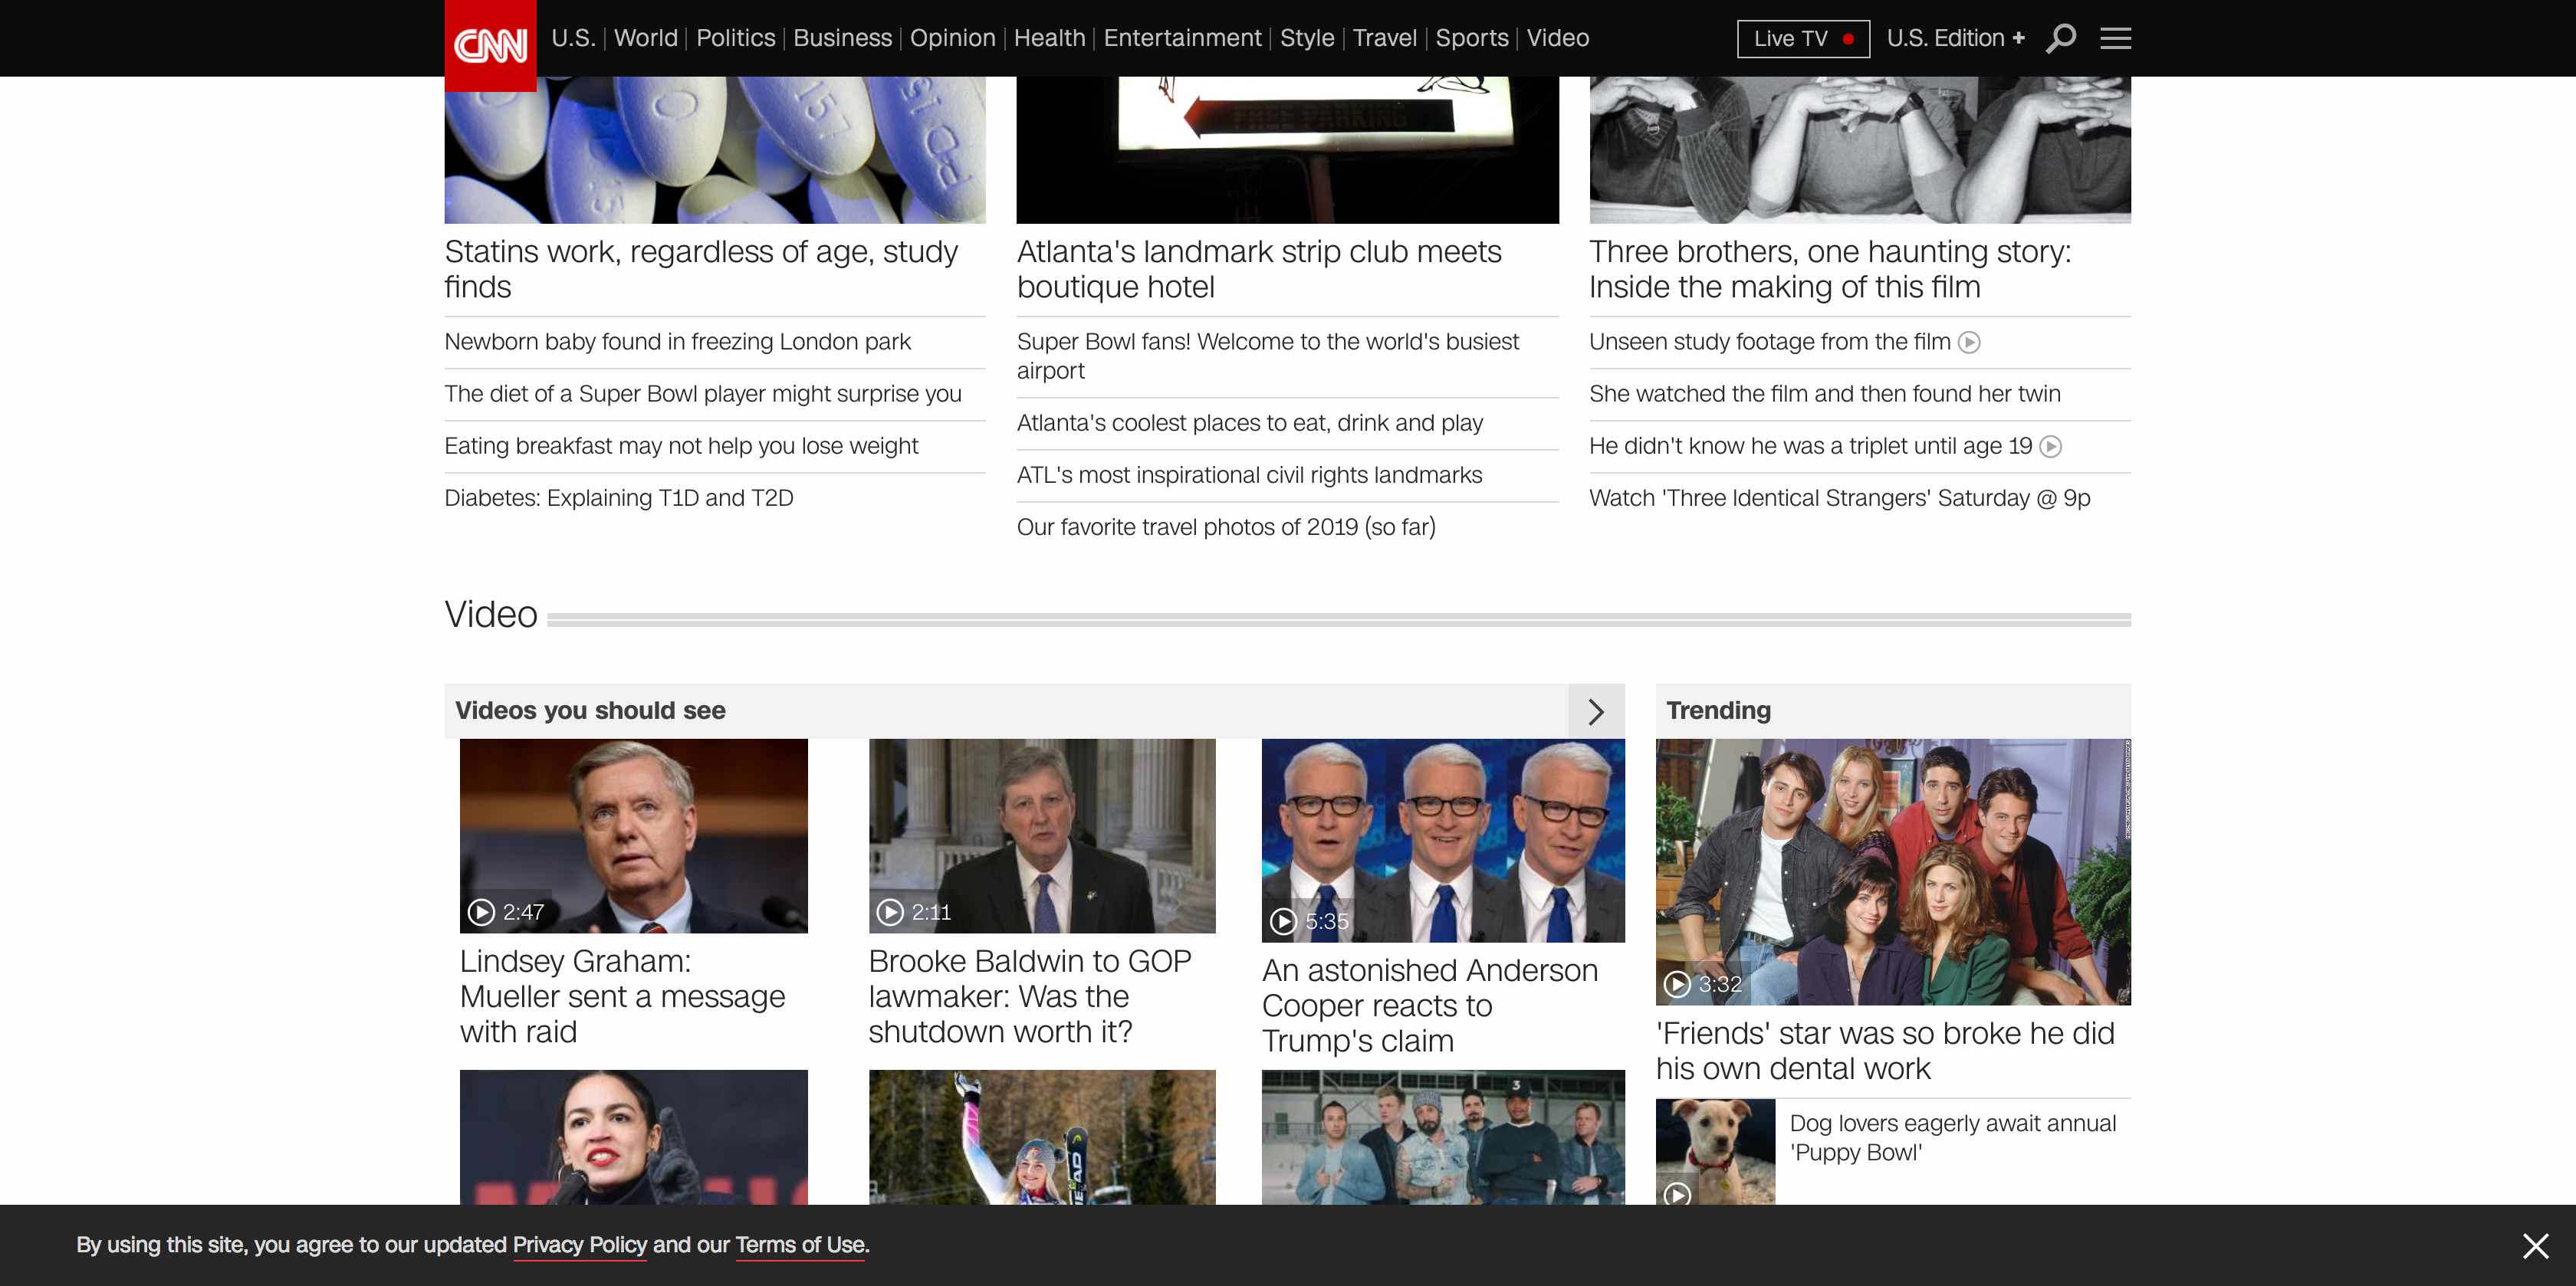 CNN
U.S. World Politics Business Opinion Health Entertainment Style Travel Sports Video
Live TV
U.S. Edition +
157
FREE PARKING
Statins work, regardless of age, study
finds
Newborn baby found in freezing London park
The diet of a Super Bowl player might surprise you
Eating breakfast may not help you lose weight
Diabetes: Explaining T1D and T2D
Atlanta's landmark strip club meets
boutique hotel
Super Bowl fans! Welcome to the world's busiest
airport
Atlanta's coolest places to eat, drink and play
ATL's most inspirational civil rights landmarks
Our favorite travel photos of 2019 (so far)
Three brothers, one haunting story:
Inside the making of this film
Unseen study footage from the film
She watched the film and then found her twin
He didn't know he was a triplet until age 19
Watch 'Three Identical Strangers' Saturday @ 9p
Video
Videos you should see
2:47
Lindsey Graham:
Mueller sent a message
with raid
2:11
Brooke Baldwin to GOP
lawmaker: Was the
shutdown worth it?
5:35
An astonished Anderson
Cooper reacts to
Trump's claim
HEAD
3
Trending
3:32
'Friends' star was so broke he did
his own dental work
Dog lovers eagerly await annual
'Puppy Bowl'
By using this site, you agree to our updated Privacy Policy and our Terms of Use.